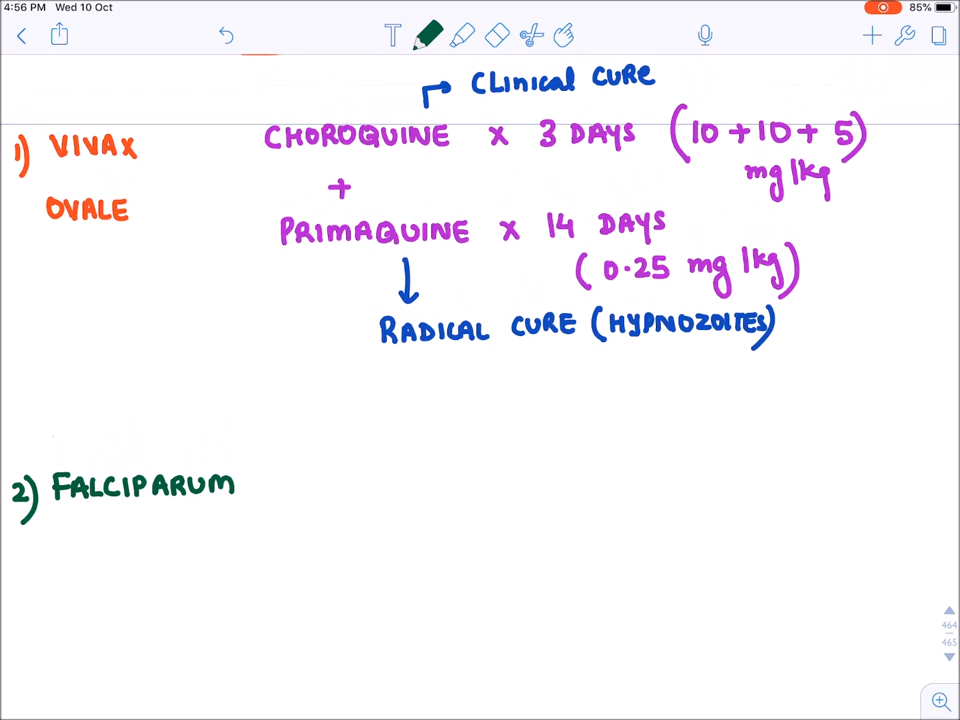 4:56 PM Wed 10 Oct
85%
T
CLinical CURE
1) VIVAX
CHOROQUINE x 3 DAYS (10 + 10 + 5)
mg/kg
+
OVALE
PRIMAQUINE x 14 DAYS
(0.25 mg/kg)
RADICAL CURE (HYPNOZOITES)
2) FALCIPARUM
464
465